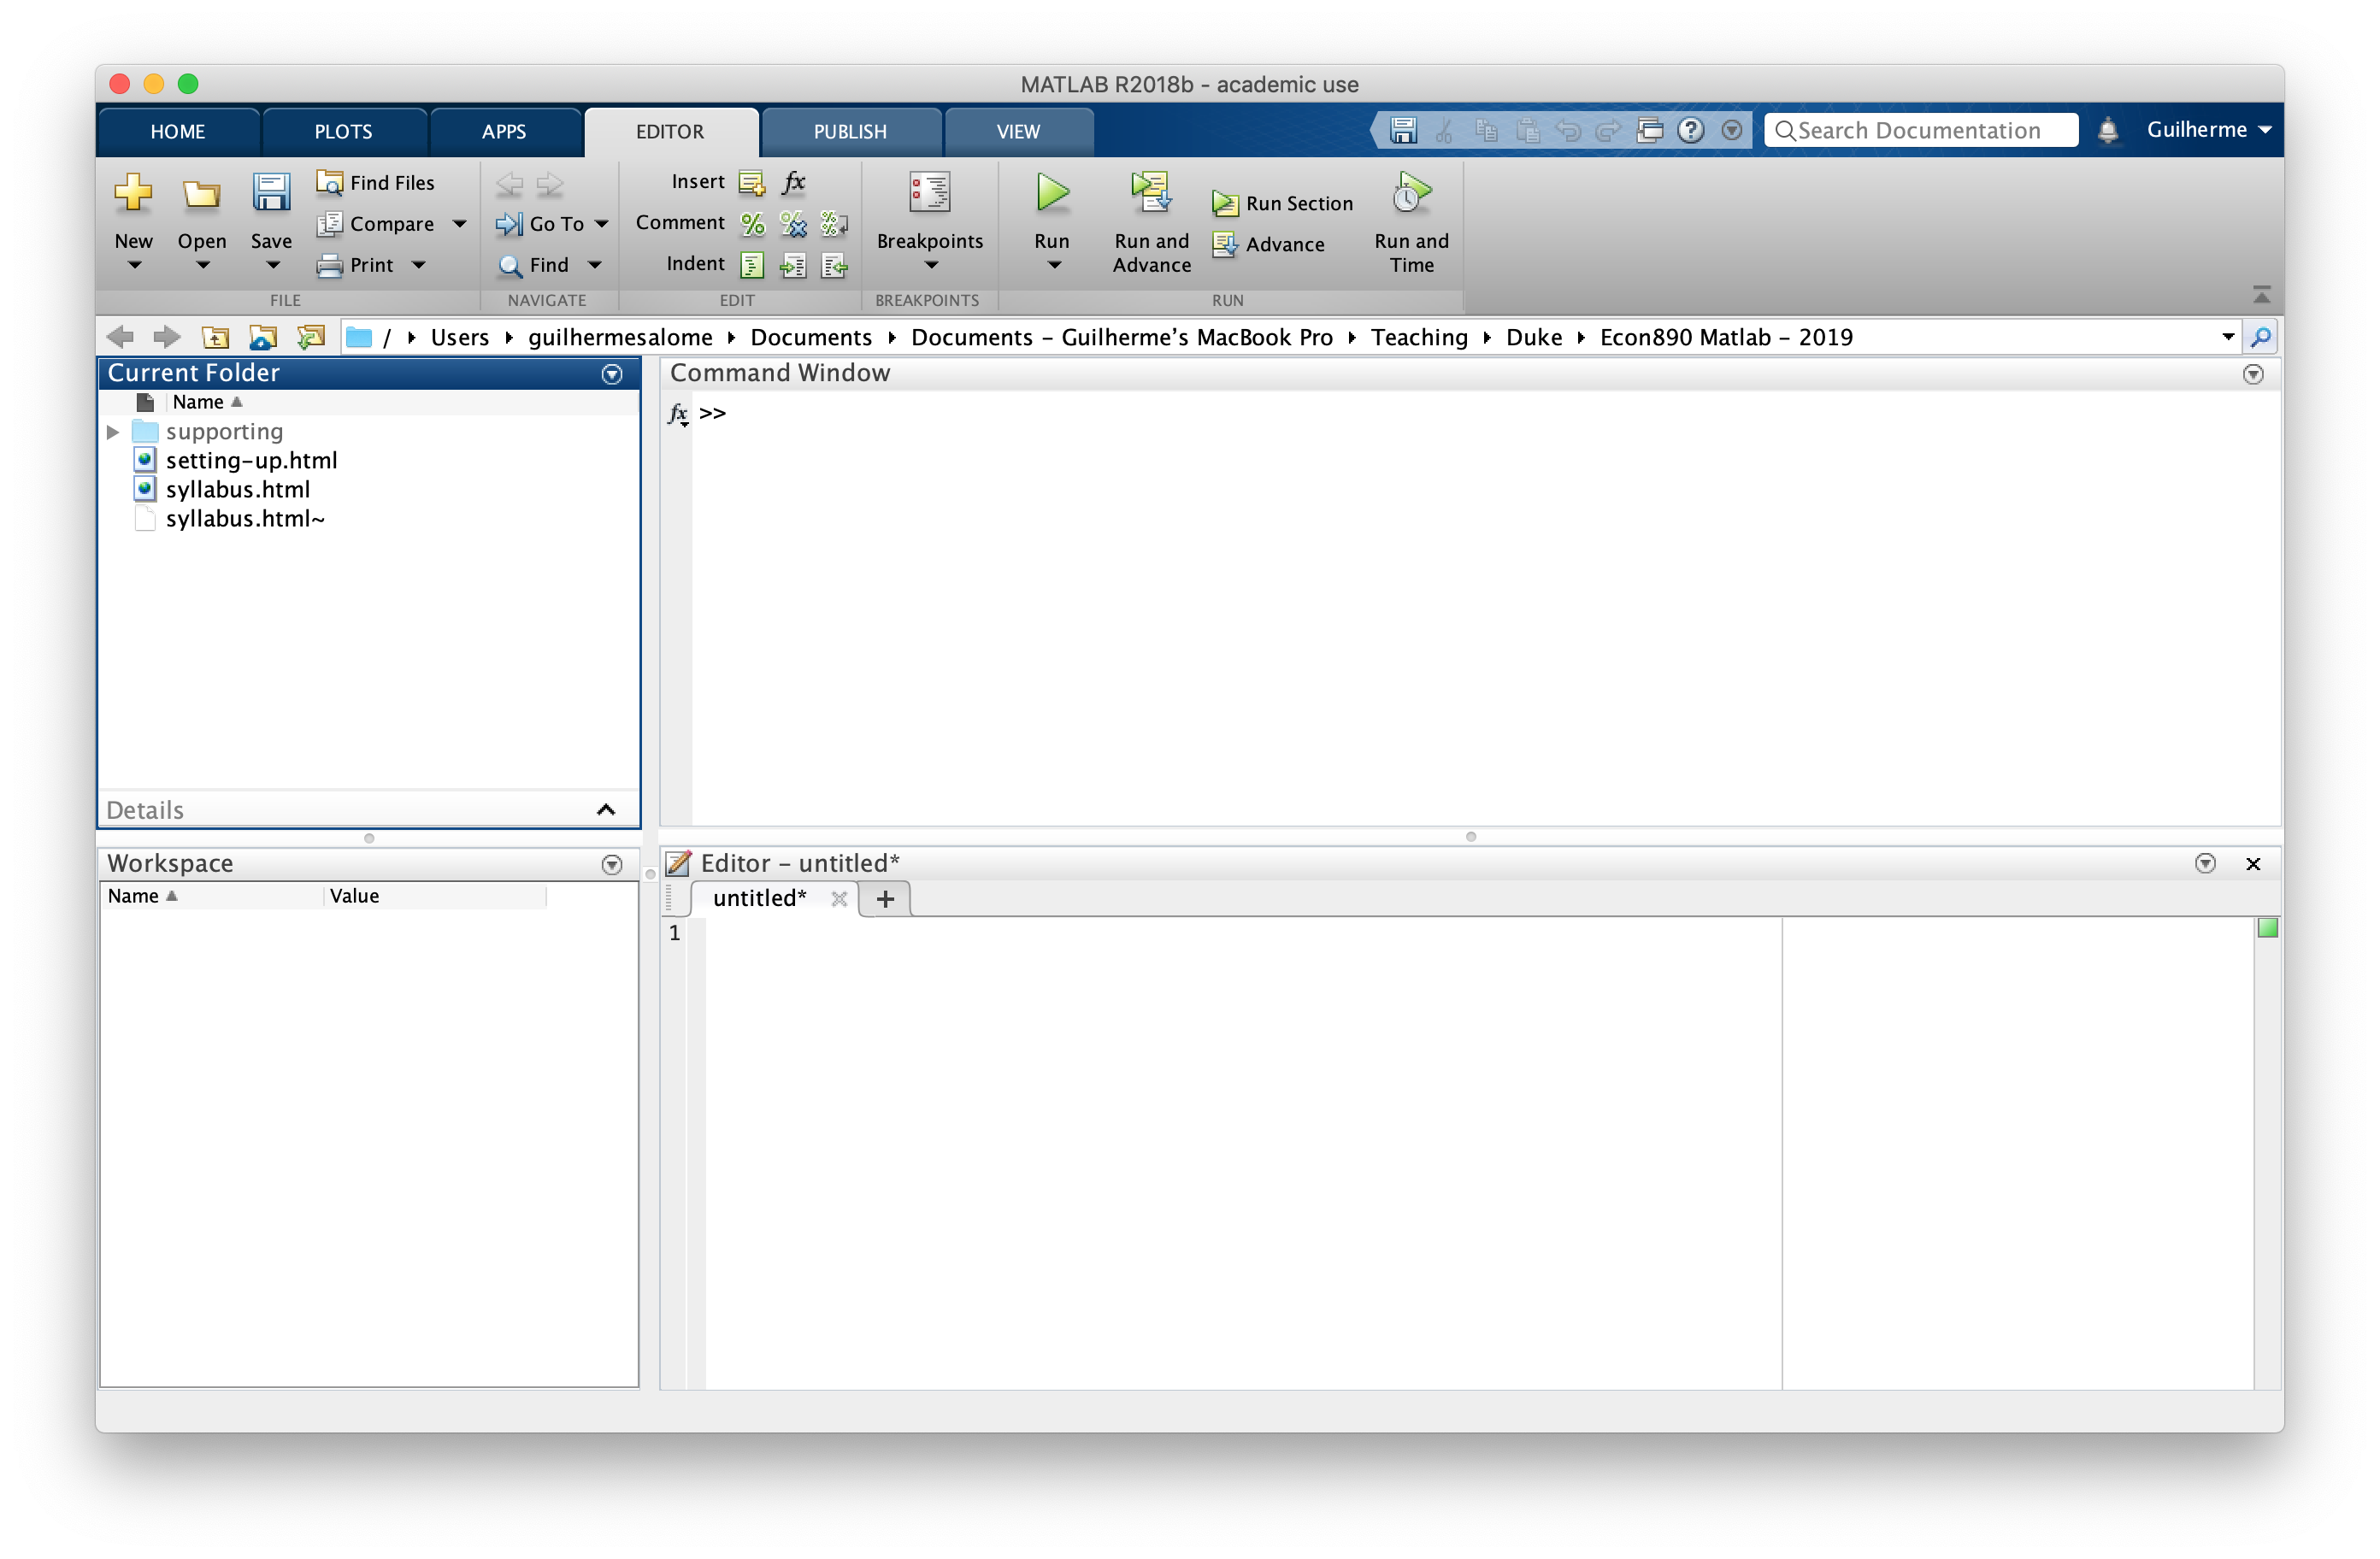 MATLAB R2018b - academic use
HOME PLOTS APPS EDITOR PUBLISH VIEW Search Documentation Guilherme
New Open Save Find Files Compare Print
Go To Find
Insert fx
Comment
Indent
Breakpoints
Run Run and Advance Run Section Advance Run and Time
FILE NAVIGATE EDIT BREAKPOINTS RUN
/ Users guilhermesalome Documents Documents – Guilherme’s MacBook Pro Teaching Duke Econ890 Matlab – 2019
Current Folder
Name
supporting
setting-up.html
syllabus.html
syllabus.html~
Details
Workspace
Name Value
Command Window
fx >>
Editor – untitled*
untitled* +
1